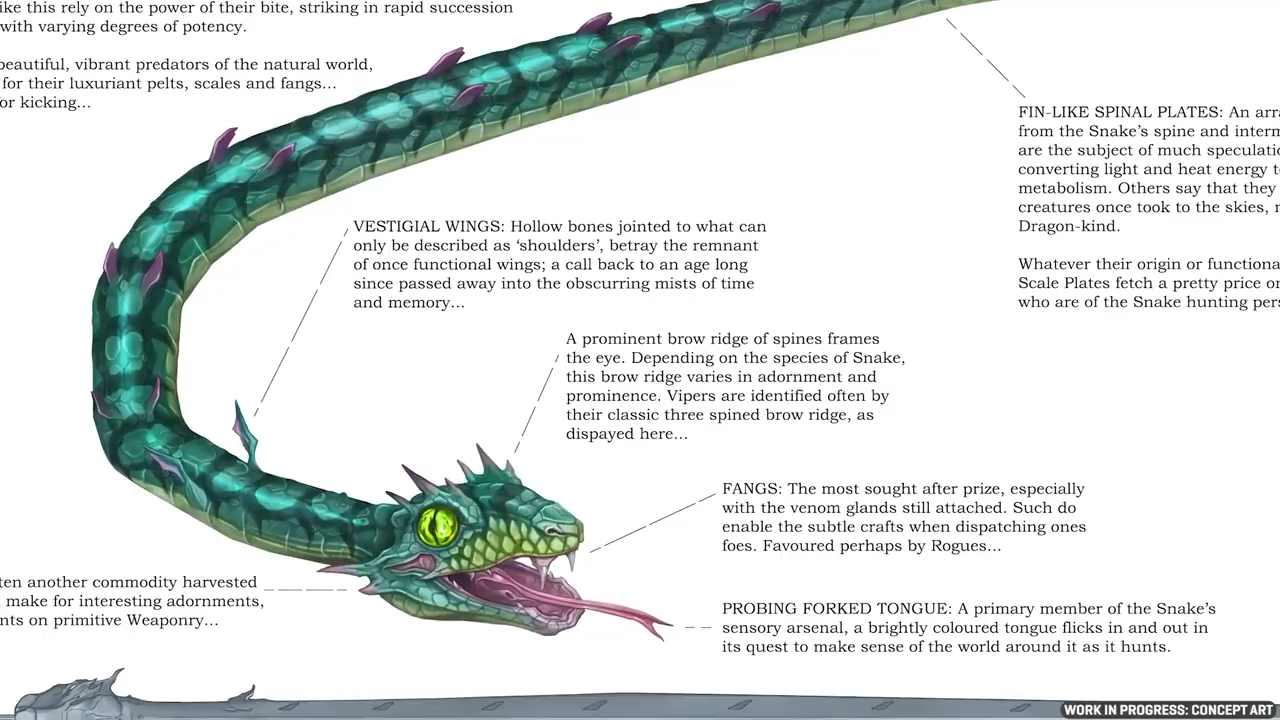 ike this rely on the power of their bite, striking in rapid succession
with varying degrees of potency.
beautiful, vibrant predators of the natural world,
for their luxuriant pelts, scales and fangs...
or kicking...
FIN-LIKE SPINAL PLATES: An arra
from the Snake's spine and intern
are the subject of much speculatio
converting light and heat energy t
metabolism. Others say that they
creatures once took to the skies,
Dragon-kind.
Whatever their origin or functiona
Scale Plates fetch a pretty price o
who are of the Snake hunting pers
VESTIGIAL WINGS: Hollow bones jointed to what can
only be described as 'shoulders', betray the remnant
of once functional wings; a call back to an age long
since passed away into the obscurring mists of time
and memory...
A prominent brow ridge of spines frames
the eye. Depending on the species of Snake,
this brow ridge varies in adornment and
prominence. Vipers are identified often by
their classic three spined brow ridge, as
dispayed here...
FANGS: The most sought after prize, especially
with the venom glands still attached. Such do
enable the subtle crafts when dispatching ones
foes. Favoured perhaps by Rogues...
ten another commodity harvested
make for interesting adornments,
nts on primitive Weaponry...
PROBING FORKED TONGUE: A primary member of the Snake's
sensory arsenal, a brightly coloured tongue flicks in and out in
its quest to make sense of the world around it as it hunts.
WORK IN PROGRESS: CONCEPT ART